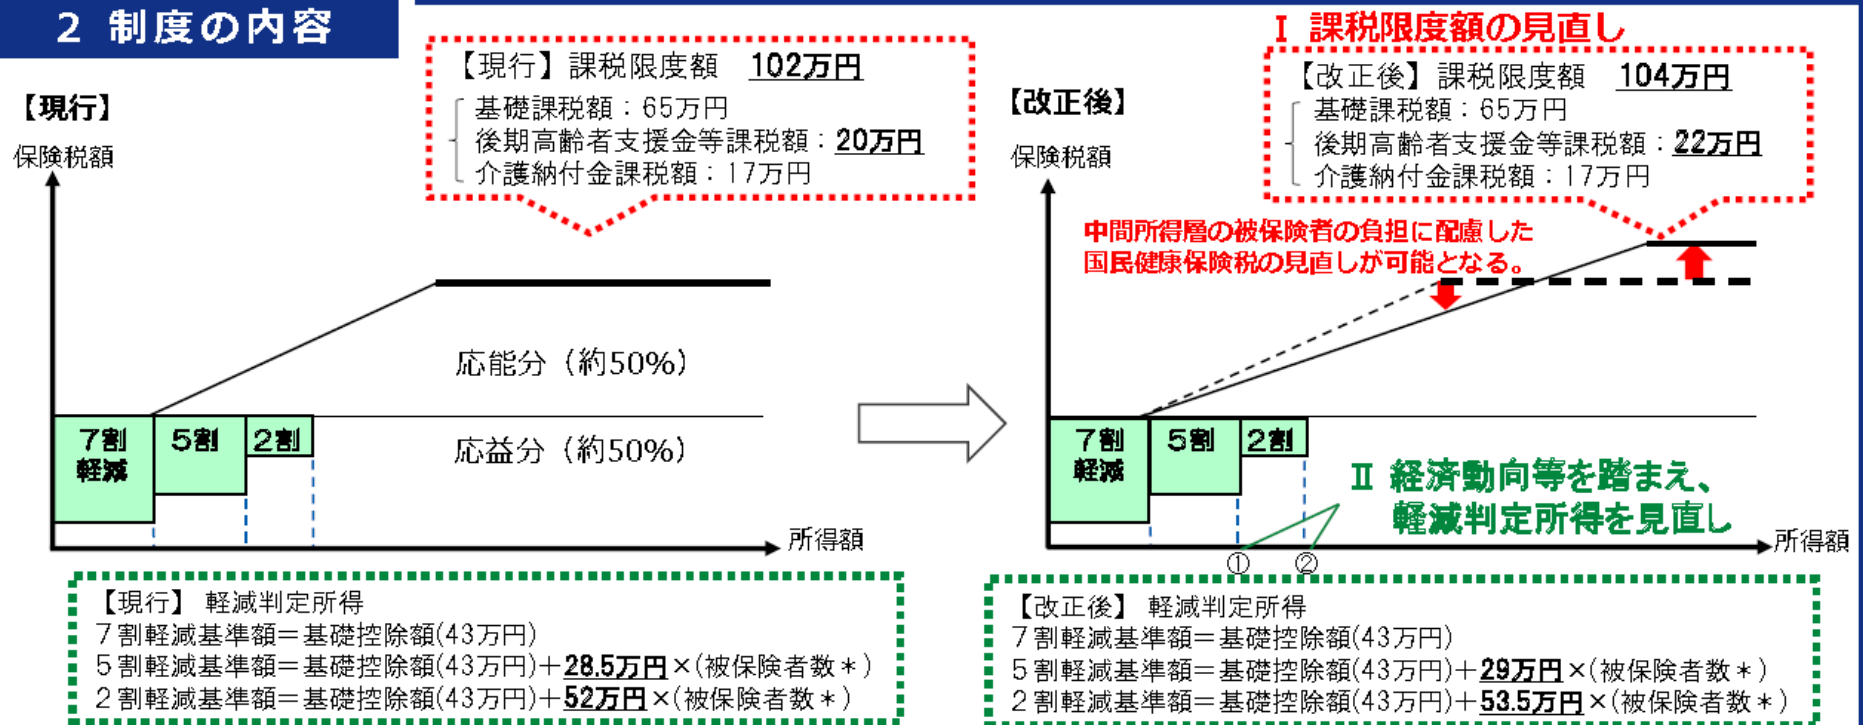 2 制度の内容
【現行】
【現行】課税限度額 102万円
基礎課税額：65万円
後期高齢者支援金等課税額：20万円
介護納付金課税額：17万円
保険税額
応能分（約50%）
7割
軽減
5割
2割
応益分（約50%）
所得額
【現行】 軽減判定所得
7割軽減基準額＝基礎控除額(43万円)
5割軽減基準額＝基礎控除額(43万円)＋28.5万円×(被保険者数＊)
2割軽減基準額＝基礎控除額(43万円)＋52万円×(被保険者数＊)
Ⅰ 課税限度額の見直し
【改正後】
【改正後】課税限度額 104万円
基礎課税額：65万円
後期高齢者支援金等課税額：22万円
介護納付金課税額：17万円
保険税額
中間所得層の被保険者の負担に配慮した
国民健康保険税の見直しが可能となる。
7割
軽減
5割
2割
Ⅱ 経済動向等を踏まえ、
軽減判定所得を見直し
所得額
① ②
【改正後】 軽減判定所得
7割軽減基準額＝基礎控除額(43万円)
5割軽減基準額＝基礎控除額(43万円)＋29万円×(被保険者数＊)
2割軽減基準額＝基礎控除額(43万円)＋53.5万円×(被保険者数＊)